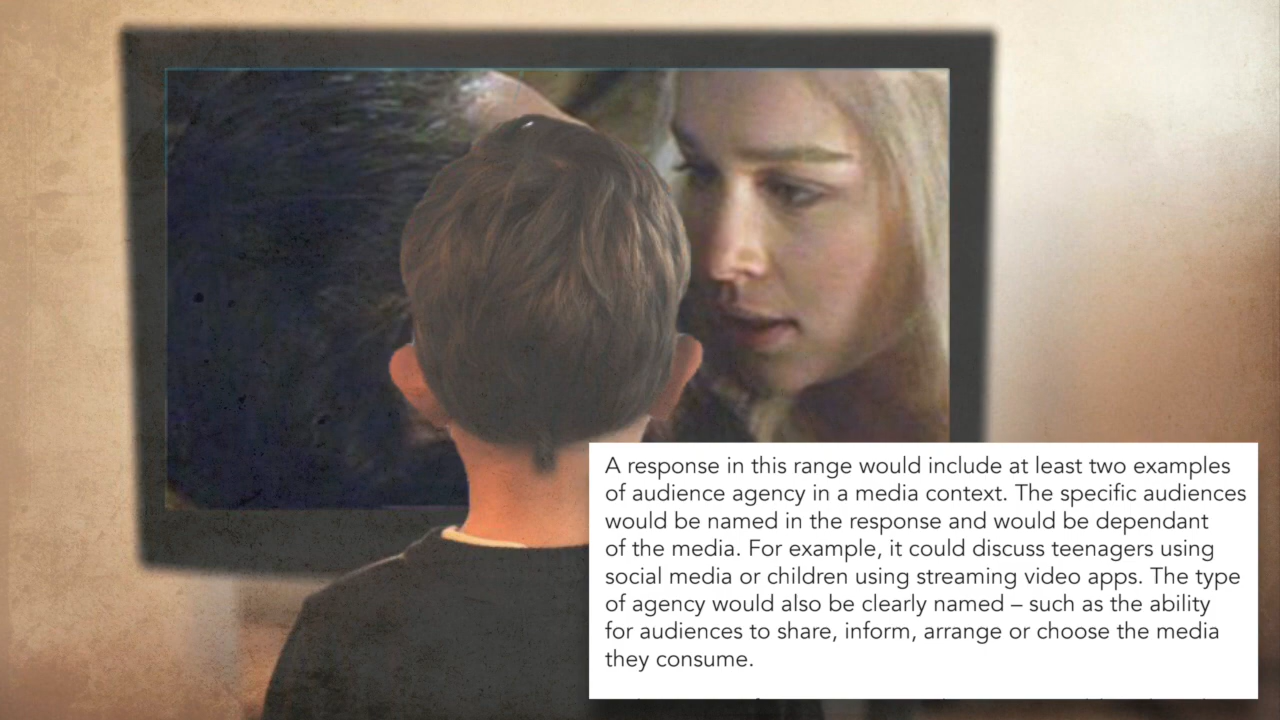 A response in this range would include at least two examples
of audience agency in a media context. The specific audiences
would be named in the response and would be dependant
of the media. For example, it could discuss teenagers using
social media or children using streaming video apps. The type
of agency would also be clearly named – such as the ability
for audiences to share, inform, arrange or choose the media
they consume.